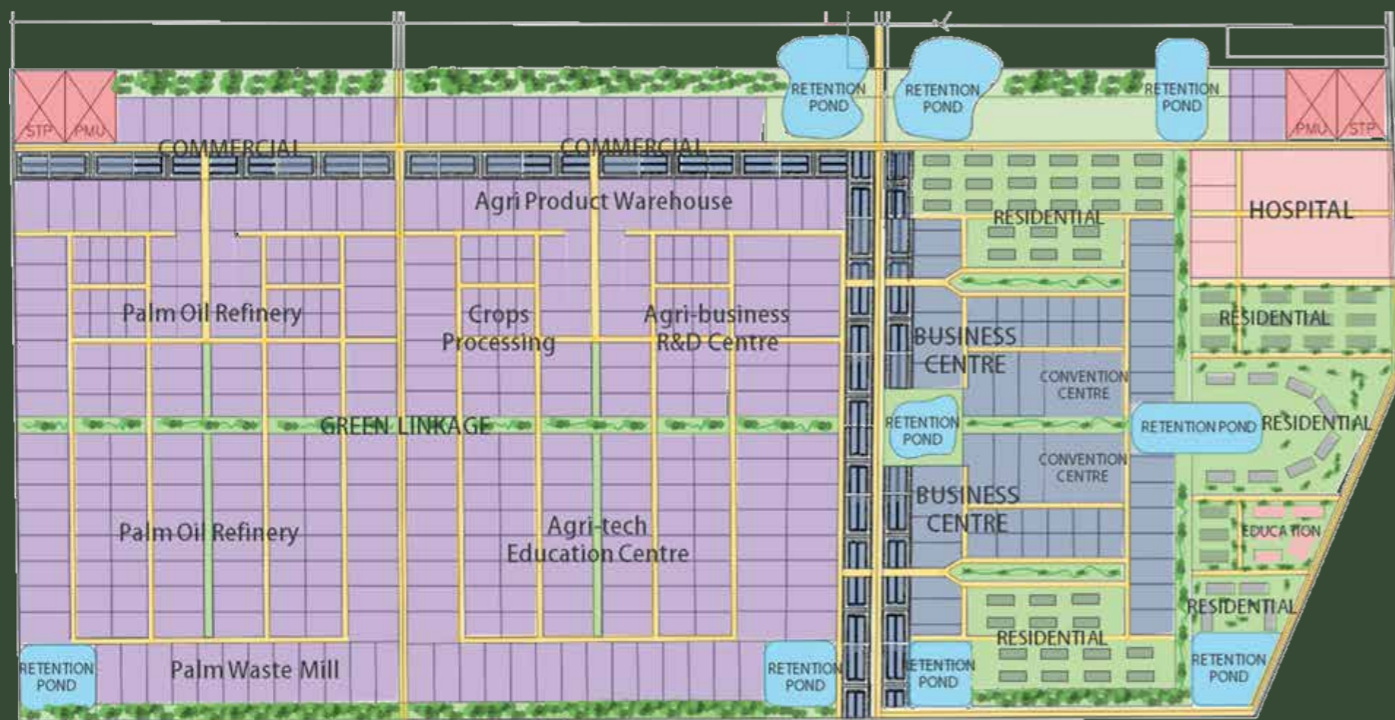 RETENTION
POND
RETENTION
POND
RETENTION
POND
STP
PMU
PMU
STP
COMMERCIAL
COMMERCIAL
Agri Product Warehouse
RESIDENTIAL
HOSPITAL
Palm Oil Refinery
Crops
Processing
Agri-business
R&D Centre
BUSINESS
CENTRE
RESIDENTIAL
CONVENTION
CENTRE
GREEN LINKAGE
RETENTION
POND
RETENTION POND
RESIDENTIAL
CONVENTION
CENTRE
BUSINESS
CENTRE
Palm Oil Refinery
Agri-tech
Education Centre
EDUCATION
RESIDENTIAL
RESIDENTIAL
RETENTION
POND
Palm Waste Mill
RETENTION
POND
RETENTION
POND
RETENTION
POND